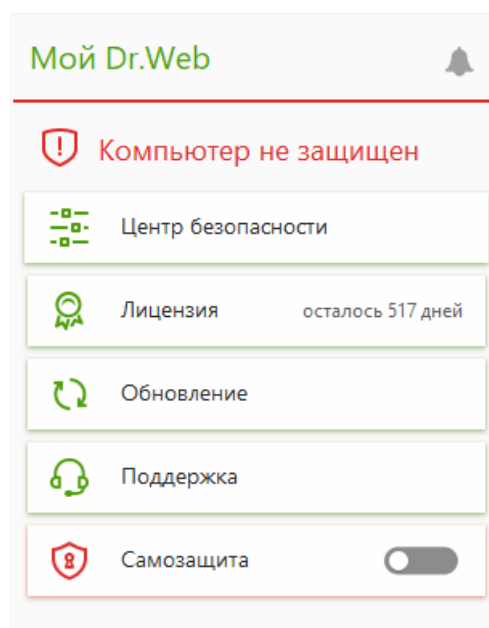 Мой Dr.Web
Компьютер не защищен
Центр безопасности
Лицензия осталось 517 дней
Обновление
Поддержка
Самозащита